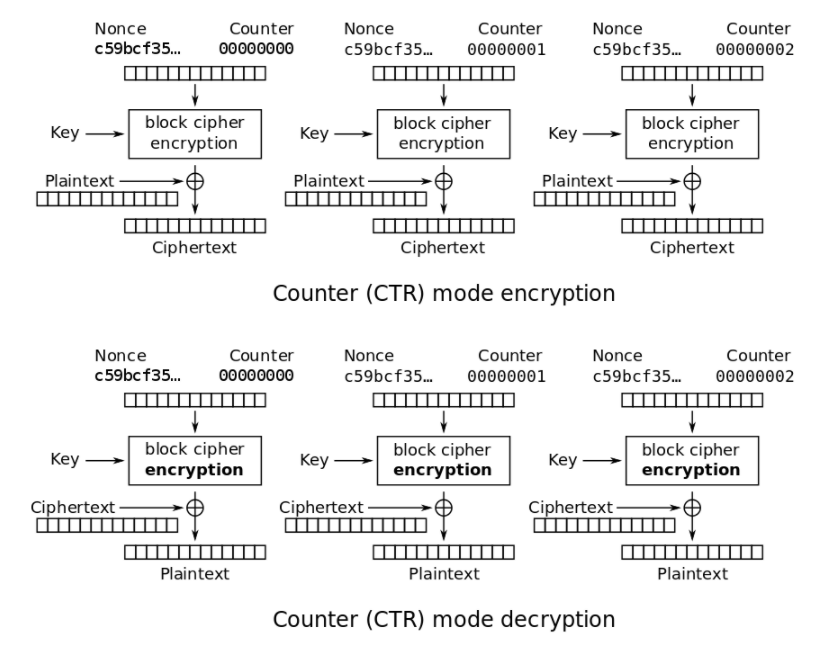 Nonce Counter Nonce Counter Nonce Counter
c59bcf35… 00000000 c59bcf35… 00000001 c59bcf35… 00000002
block cipher block cipher block cipher
Key Key Key
encryption encryption encryption
Plaintext Plaintext Plaintext
Ciphertext Ciphertext Ciphertext
Counter (CTR) mode encryption
Nonce Counter Nonce Counter Nonce Counter
c59bcf35… 00000000 c59bcf35… 00000001 c59bcf35… 00000002
block cipher block cipher block cipher
Key Key Key
encryption encryption encryption
Ciphertext Ciphertext Ciphertext
Plaintext Plaintext Plaintext
Counter (CTR) mode decryption